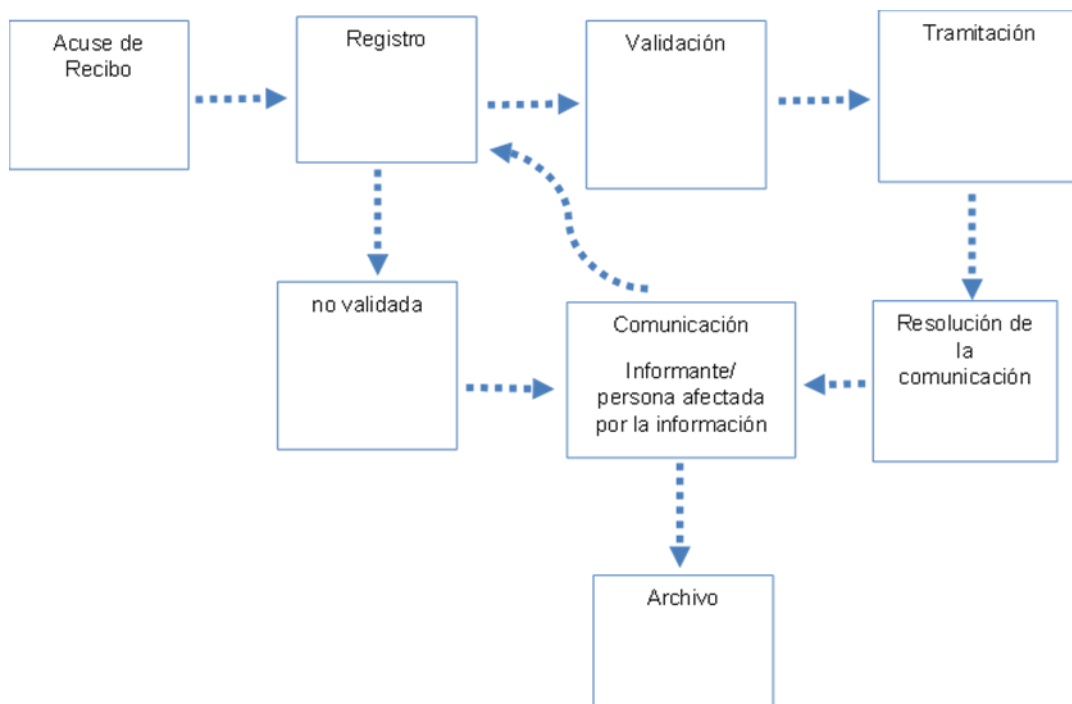 Acuse de
Recibo
Registro
Validación
Tramitación
no validada
Comunicación
Informante/
persona afectada
por la información
Resolución de
la
comunicación
Archivo